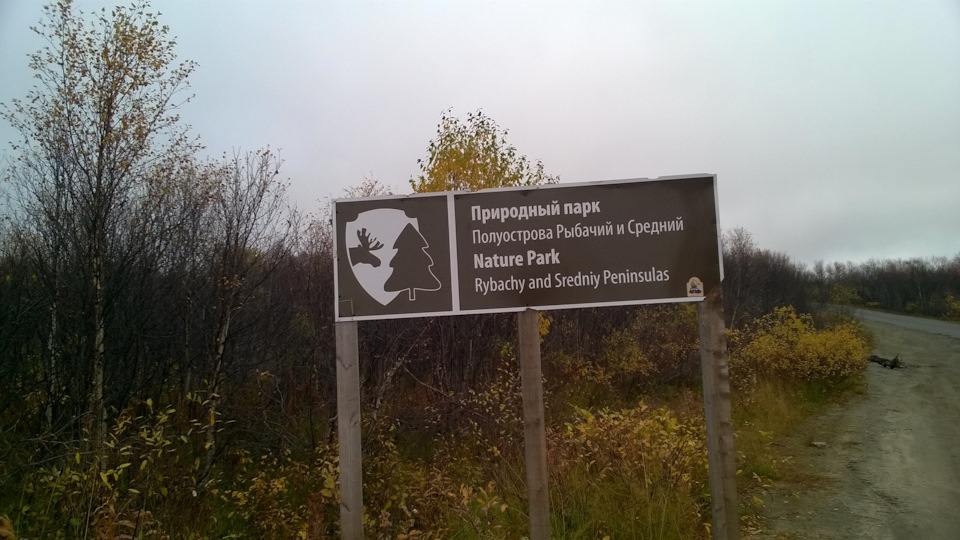 Природный парк
Полуострова Рыбачий и Средний
Nature Park
Rybachy and Sredniy Peninsulas